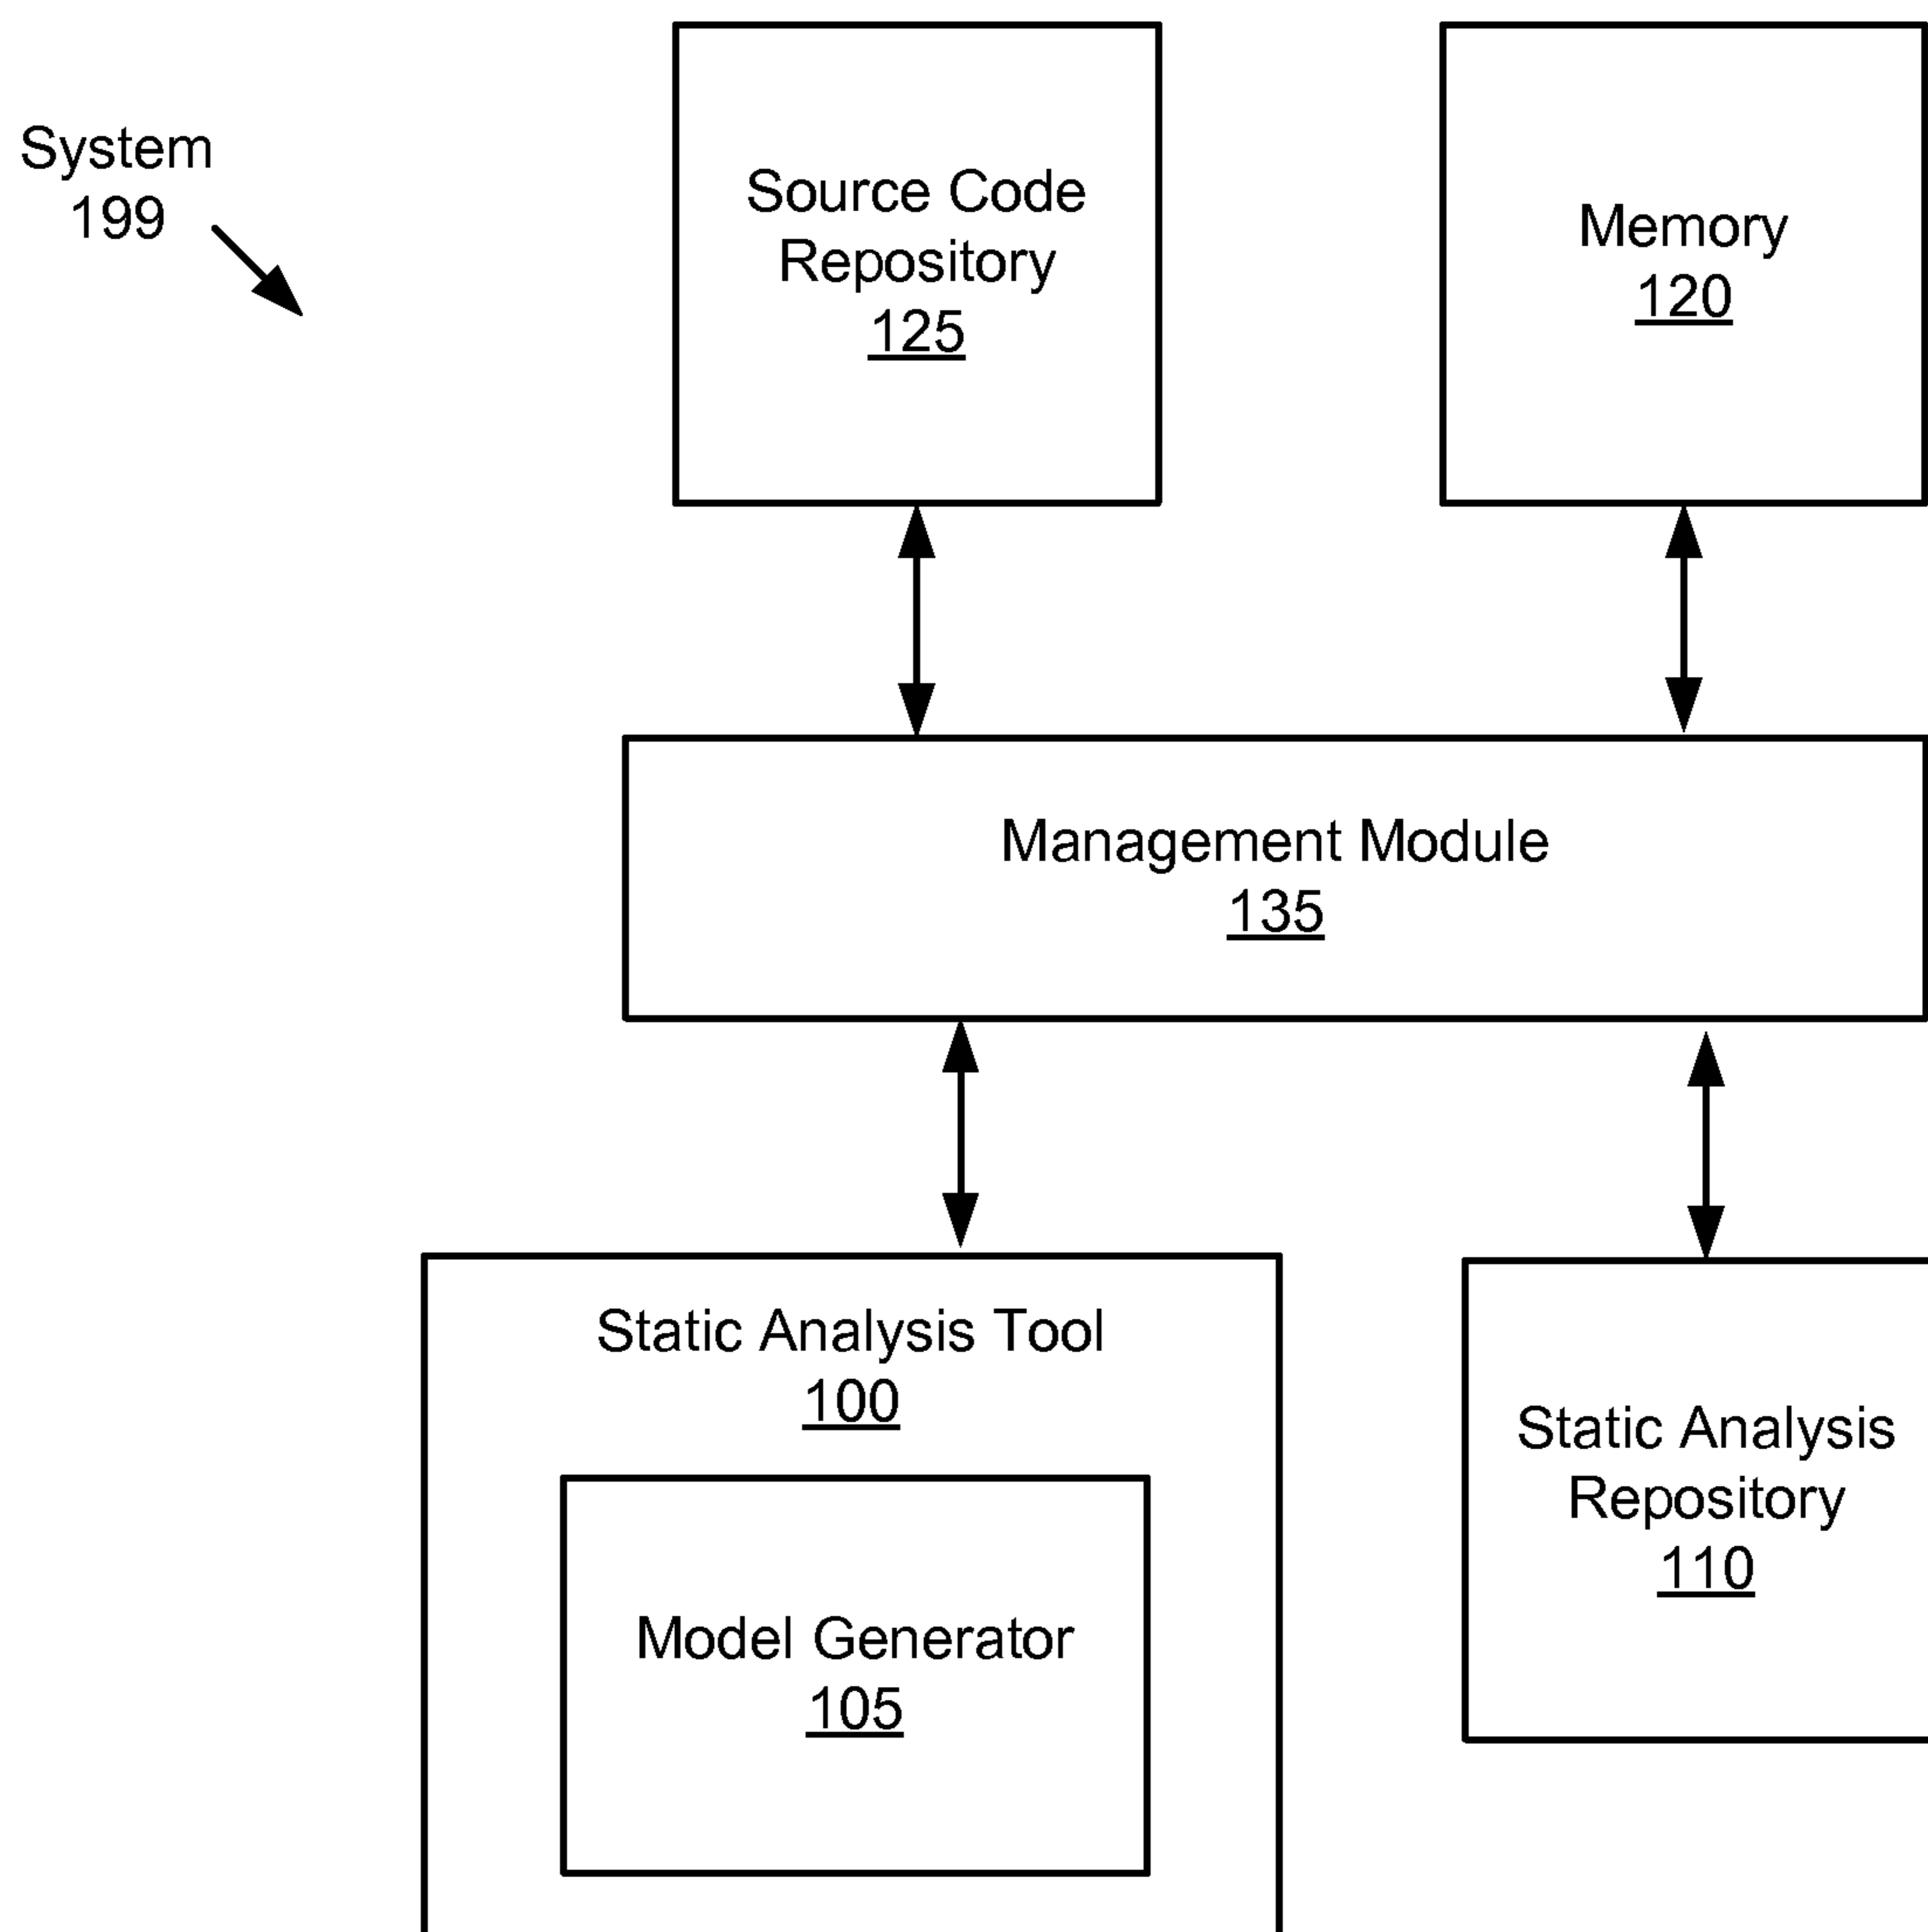 System
199
Source Code
Repository
125
Memory
120
Management Module
135
Static Analysis Tool
100
Model Generator
105
Static Analysis
Repository
110